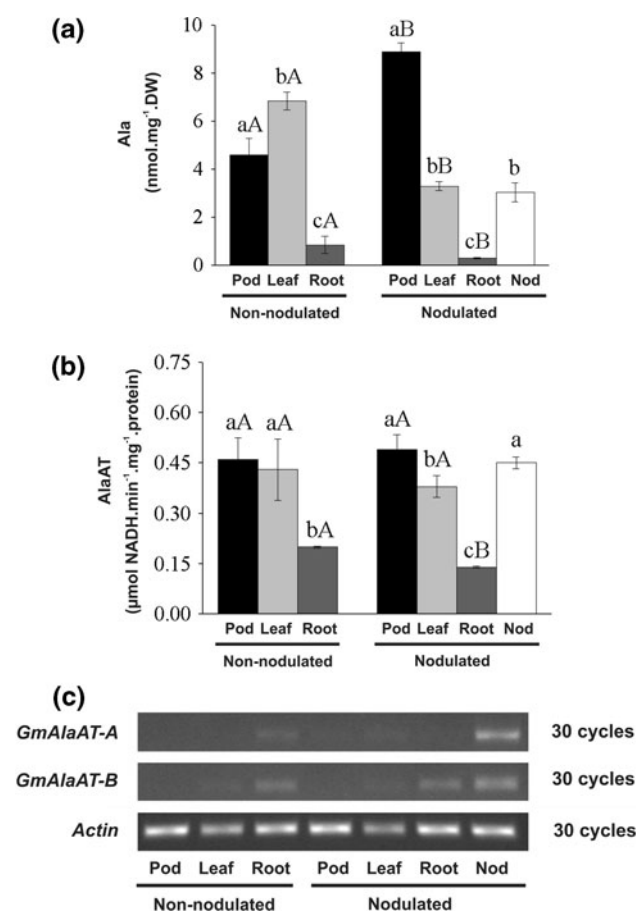 (a)
10
8
6
4
2
0
Ala
(nmol.mg⁻¹.DW)
aA
bA
cA
aB
bB
cB
b
Pod Leaf Root
Pod Leaf Root Nod
Non-nodulated
Nodulated
(b)
0.75
0.60
0.45
0.30
0.15
0.00
AlaAT
(µmol NADH.min⁻¹.mg⁻¹.protein)
aA
aA
bA
aA
bA
cB
a
Pod Leaf Root
Pod Leaf Root Nod
Non-nodulated
Nodulated
(c)
GmAlaAT-A 30 cycles
GmAlaAT-B 30 cycles
Actin 30 cycles
Pod Leaf Root Pod Leaf Root Nod
Non-nodulated Nodulated